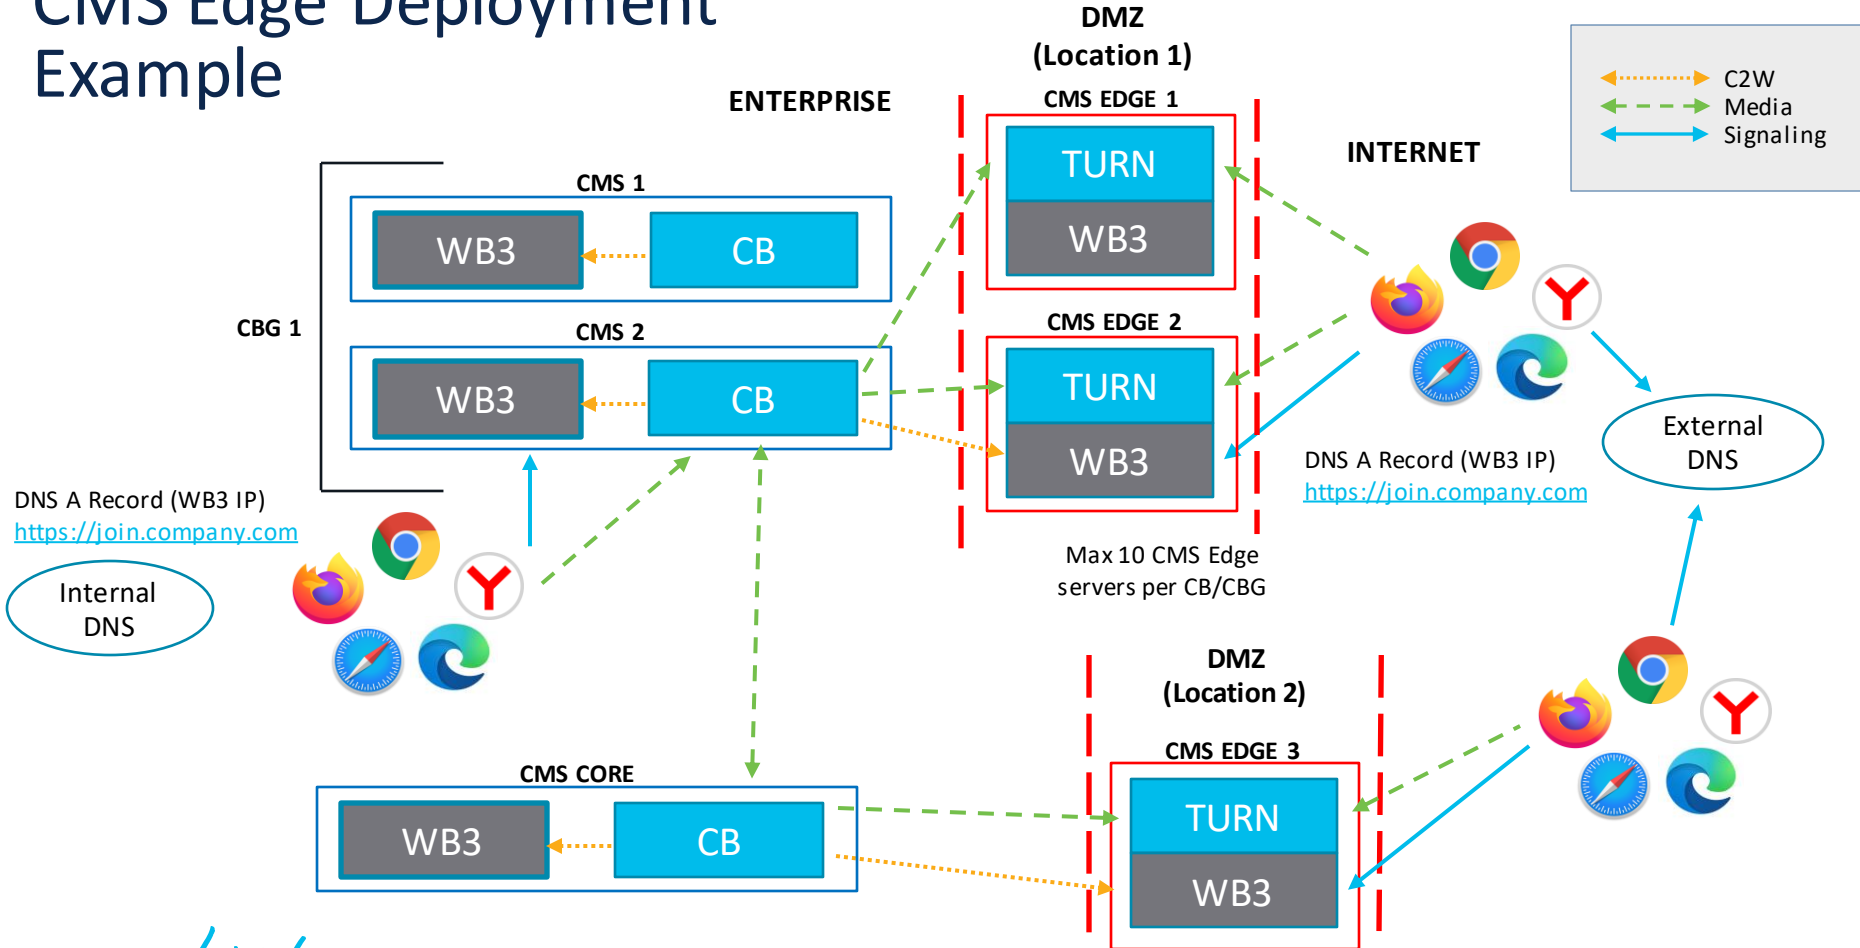 CMS Edge Deployment
Example
DMZ
(Location 1)
ENTERPRISE
CMS EDGE 1
INTERNET
C2W
Media
Signaling
TURN
WB3
CMS 1
WB3
CB
CBG 1
CMS 2
WB3
CB
CMS EDGE 2
TURN
WB3
External
DNS
DNS A Record (WB3 IP)
https://join.company.com
DNS A Record (WB3 IP)
https://join.company.com
Internal
DNS
Max 10 CMS Edge
servers per CB/CBG
DMZ
(Location 2)
CMS EDGE 3
TURN
WB3
CMS CORE
WB3
CB